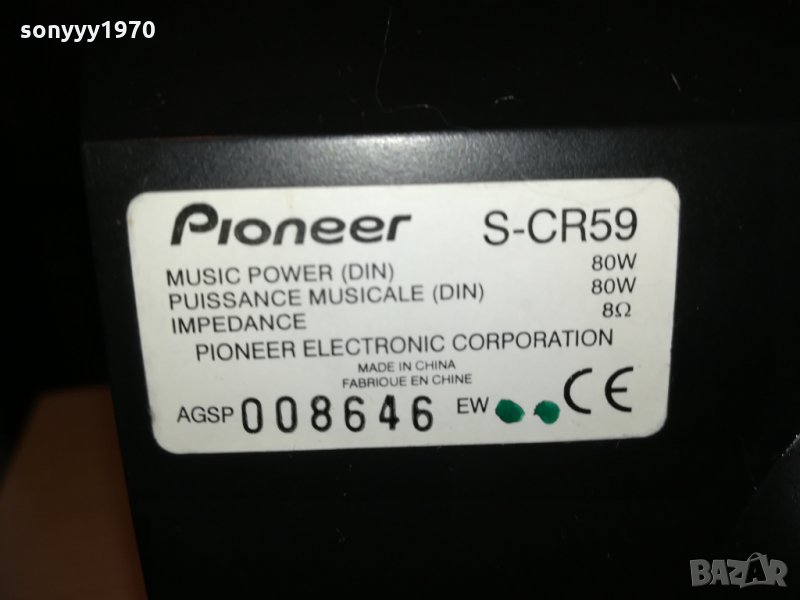 sonyyy1970
Pioneer S-CR59
MUSIC POWER (DIN) 80W
PUISSANCE MUSICALE (DIN) 80W
IMPEDANCE 8Ω
PIONEER ELECTRONIC CORPORATION
MADE IN CHINA
FABRIQUE EN CHINE
AGSP 008646 EW CE
BAZAR